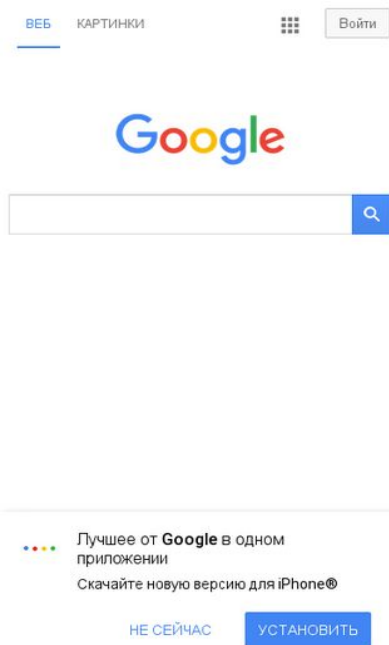 ВЕБ КАРТИНКИ Войти
Google
Лучшее от Google в одном
приложении
Скачайте новую версию для iPhone®
НЕ СЕЙЧАС УСТАНОВИТЬ